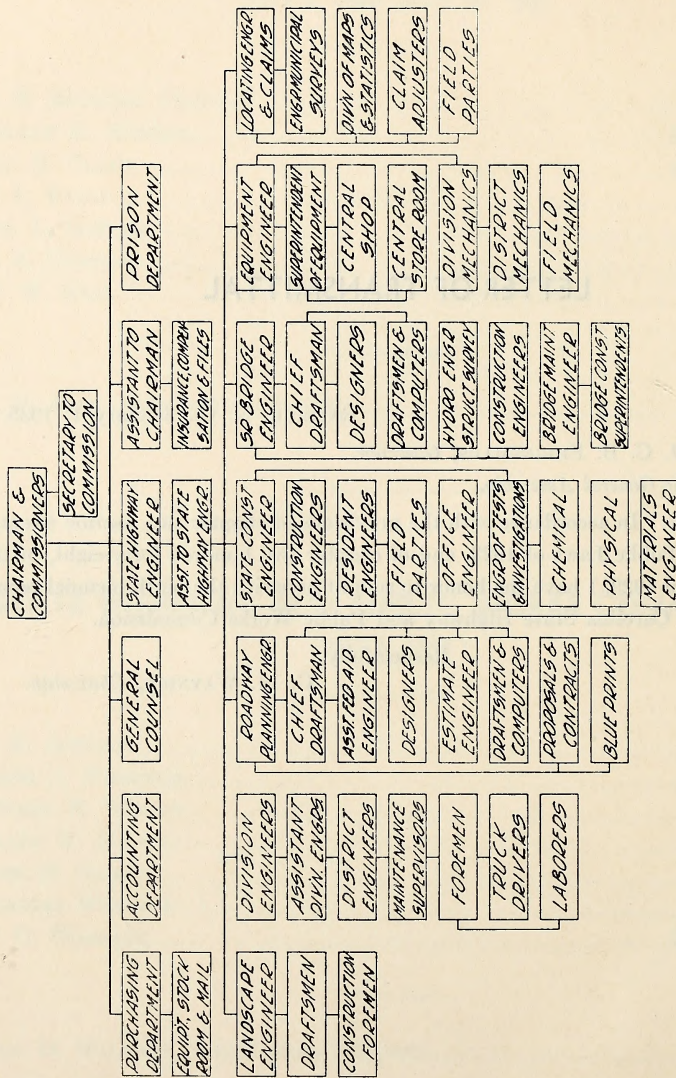 CHAIRMAN &
COMMISSIONERS
SECRETARY TO
COMMISSION
PURCHASING
DEPARTMENT
EQUIPT., STOCK
ROOM & MAIL
ACCOUNTING
DEPARTMENT
GENERAL
COUNSEL
STATE HIGHWAY
ENGINEER
ASST. TO STATE
HIGHWAY ENGR.
ASSISTANT TO
CHAIRMAN
INSURANCE, COMPEN
SATION & FILES
PRISON
DEPARTMENT
LANDSCAPE
ENGINEER
DRAFTSMEN
CONSTRUCTION
FOREMEN
DIVISION
ENGINEERS
ASSISTANT
DIVN. ENGRS
DISTRICT
ENGINEERS
MAINTENANCE
SUPERVISORS
FOREMEN
TRUCK
DRIVERS
LABORERS
ROADWAY
PLANNING ENGR
CHIEF
DRAFTSMAN
ASST FED AID
ENGINEER
DESIGNERS
ESTIMATE
ENGINEER
DRAFTSMEN &
COMPUTERS
PROPOSALS &
CONTRACTS
BLUE PRINTS
STATE CONST
ENGINEER
CONSTRUCTION
ENGINEERS
RESIDENT
ENGINEERS
FIELD
PARTIES
OFFICE
ENGINEER
ENGR OF TESTS
& INVESTIGATIONS
CHEMICAL
PHYSICAL
MATERIALS
ENGINEER
SR BRIDGE
ENGINEER
CHIEF
DRAFTSMAN
DESIGNERS
DRAFTSMEN &
COMPUTERS
HYDRO ENGR
STRUCT SURVEY
CONSTRUCTION
ENGINEERS
BRIDGE MAINT
ENGINEER
BRIDGE CONST
SUPERINTENDENTS
EQUIPMENT
ENGINEER
SUPERINTENDENT
OF EQUIPMENT
CENTRAL
SHOP
CENTRAL
STORE ROOM
DIVISION
MECHANICS
DISTRICT
MECHANICS
FIELD
MECHANICS
LOCATING ENGR.
& CLAIMS
ENGR MUNICIPAL
SURVEYS
DIVN. OF MAPS
& STATISTICS
CLAIM
ADJUSTERS
FIELD
PARTIES
LETTER OF TRANSMITTAL